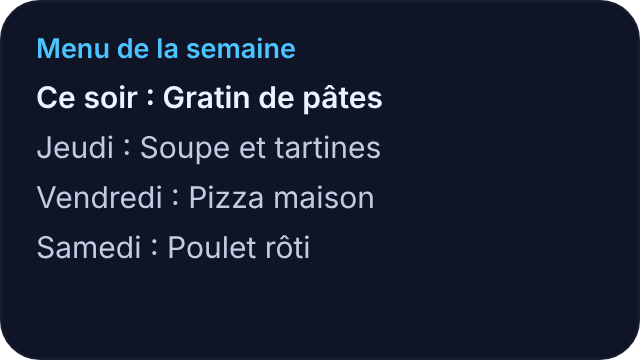 Menu de la semaine
Ce soir : Gratin de pâtes
Jeudi : Soupe et tartines
Vendredi : Pizza maison
Samedi : Poulet rôti